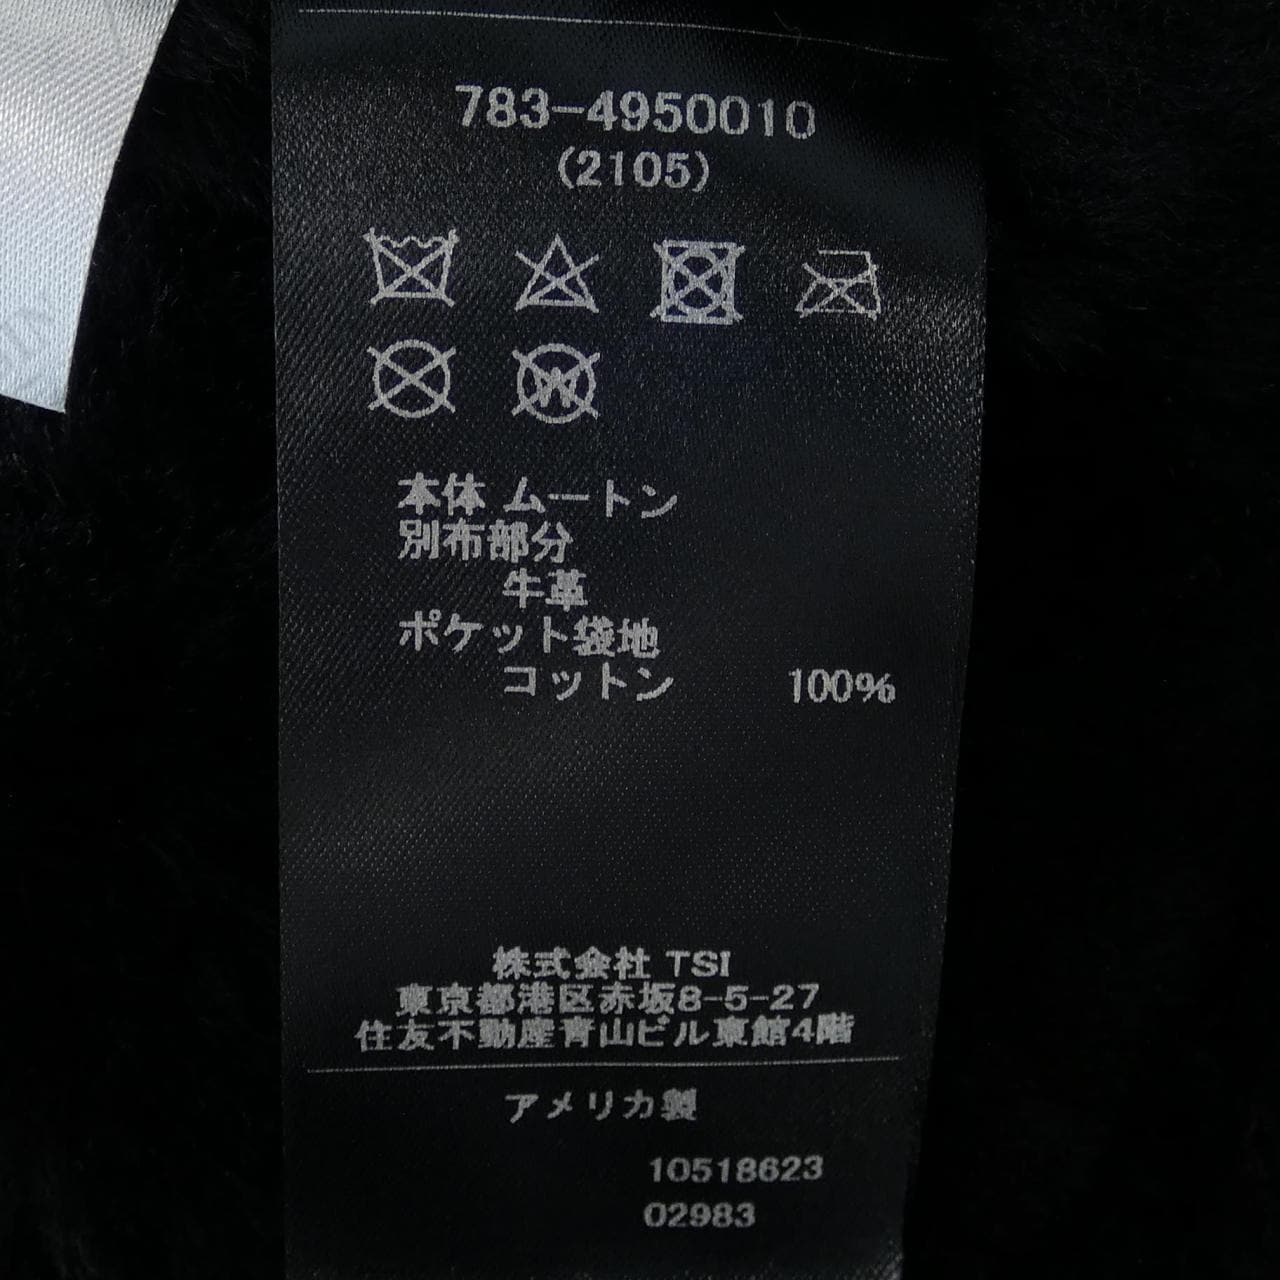 783-4950010
(2105)
W
本体 ムートン
別布部分
牛革
ポケット袋地
コットン 100%
株式会社 TSI
東京都港区赤坂8-5-27
住友不動産青山ビル東館4階
アメリカ製
10518623
02983